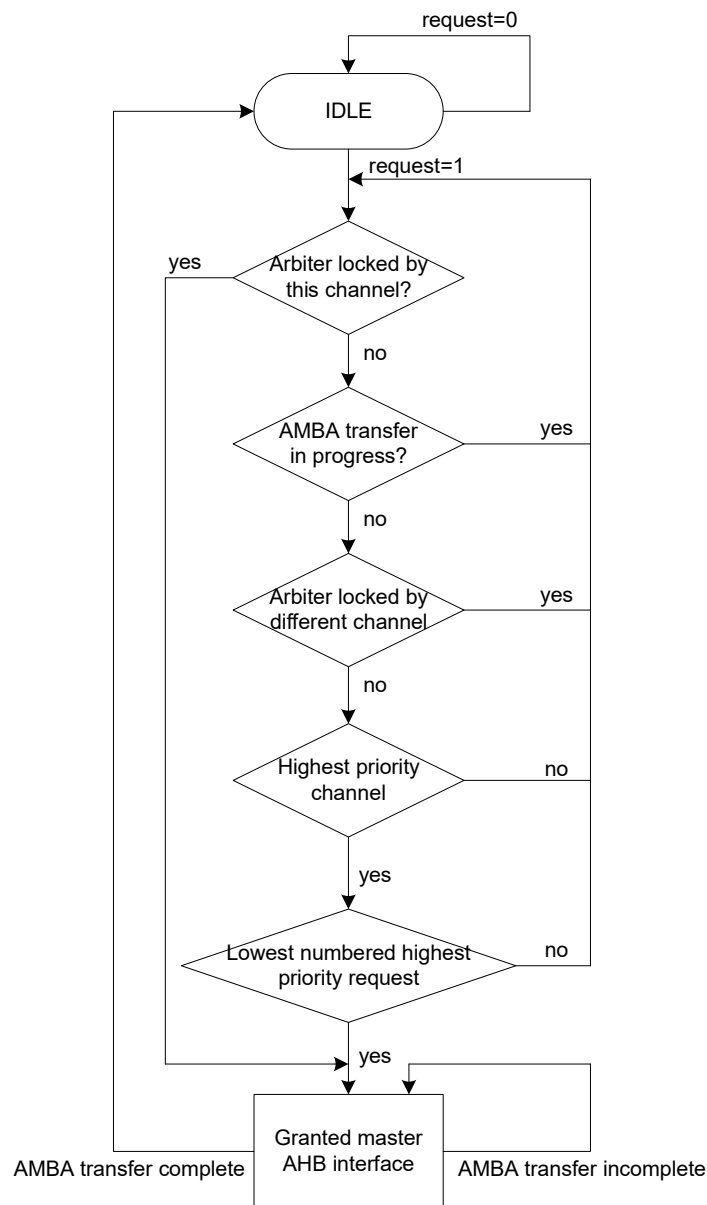 request=0
IDLE
request=1
yes
Arbiter locked by
this channel?
no
AMBA transfer
in progress?
yes
no
Arbiter locked by
different channel
yes
no
Highest priority
channel
no
yes
Lowest numbered highest
priority request
no
yes
Granted master
AHB interface
AMBA transfer complete
AMBA transfer incomplete